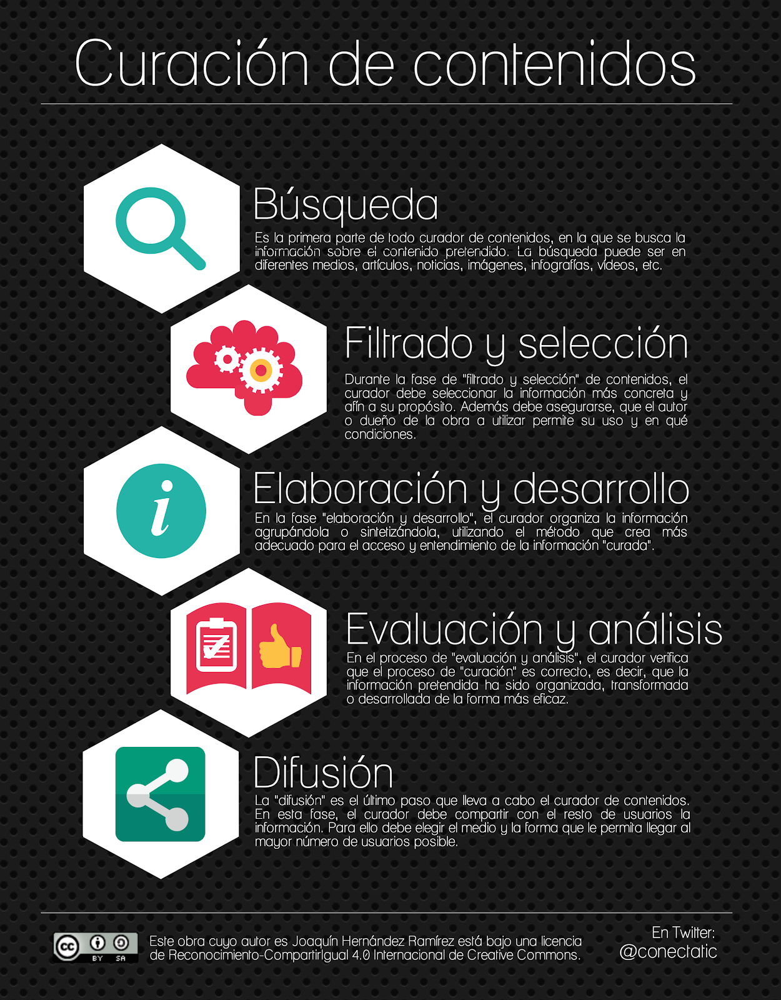 Curación de contenidos
Búsqueda
Es la primera parte de todo curador de contenidos, en la que se busca la
información sobre el contenido pretendido. La búsqueda puede ser en
diferentes medios, artículos, noticias, imágenes, infografías, vídeos, etc.
Filtrado y selección
Durante la fase de "filtrado y selección" de contenidos, el
curador debe seleccionar la información más concreta y
afín a su propósito. Además debe asegurarse, que el autor
o dueño de la obra a utilizar permite su uso y en qué
condiciones.
i
Elaboración y desarrollo
En la fase "elaboración y desarrollo", el curador organiza la información
agrupándola o sintetizándola, utilizando el método que crea más
adecuado para el acceso y entendimiento de la información "curada".
Evaluación y análisis
En el proceso de "evaluación y análisis", el curador verifica
que el proceso de "curación" es correcto, es decir, que la
información pretendida ha sido organizada, transformada
o desarrollada de la forma más eficaz.
Difusión
La "difusión" es el último paso que lleva a cabo el curador de contenidos.
En esta fase, el curador debe compartir con el resto de usuarios la
información. Para ello debe elegir el medio y la forma que le permita llegar al
mayor número de usuarios posible.
cc BY SA
Este obra cuyo autor es Joaquín Hernández Ramírez está bajo una licencia
de Reconocimiento-CompartirIgual 4.0 Internacional de Creative Commons.
En Twitter:
@conectatic